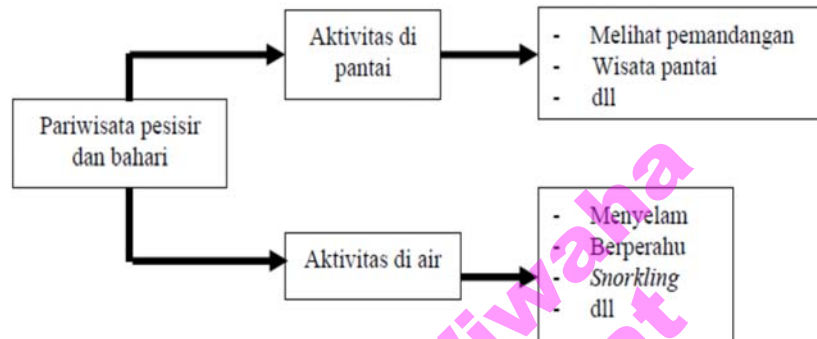 Aktivitas di
pantai
- Melihat pemandangan
- Wisata pantai
- dll
Pariwisata pesisir
dan bahari
Aktivitas di air
- Menyelam
- Berperahu
- Snorkling
- dll